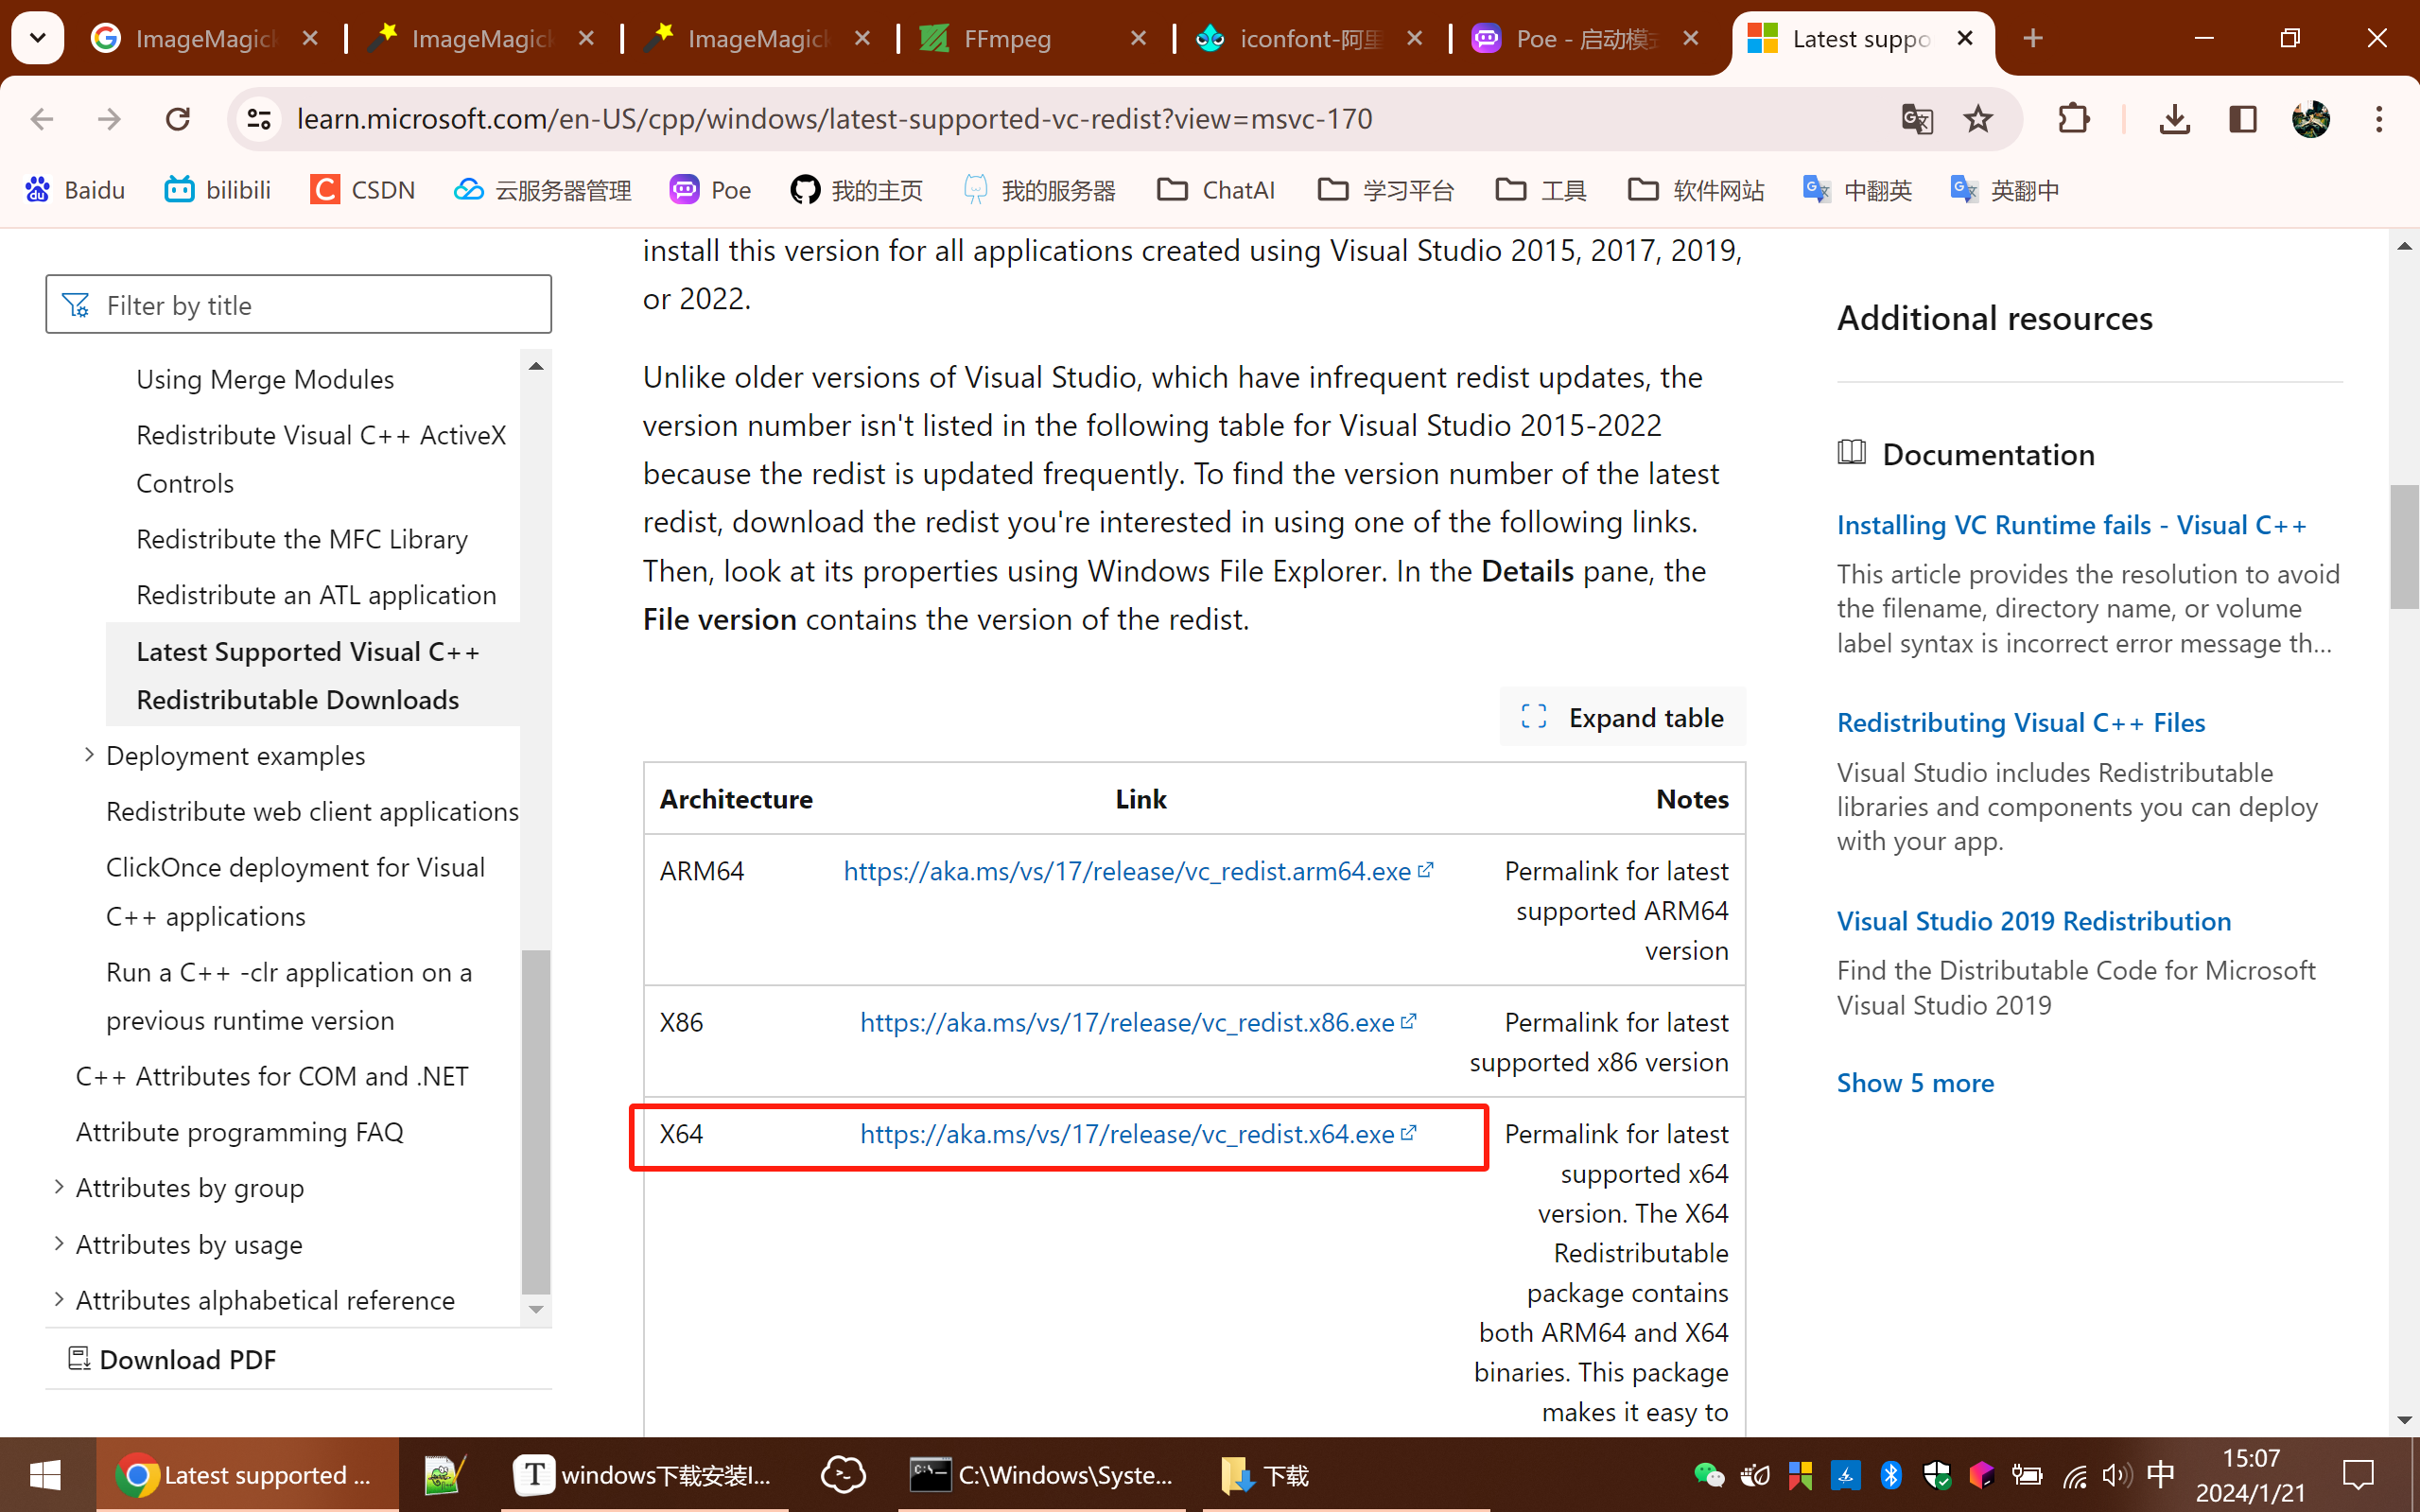 ImageMagick
ImageMagick
ImageMagick
FFmpeg
iconfont-阿里
Poe - 启动模式
Latest suppo
learn.microsoft.com/en-US/cpp/windows/latest-supported-vc-redist?view=msvc-170
Baidu
bilibili
CSDN
云服务器管理
Poe
我的主页
我的服务器
ChatAI
学习平台
工具
软件网站
中翻英
英翻中
Filter by title
Using Merge Modules
Redistribute Visual C++ ActiveX
Controls
Redistribute the MFC Library
Redistribute an ATL application
Latest Supported Visual C++
Redistributable Downloads
Deployment examples
Redistribute web client applications
ClickOnce deployment for Visual
C++ applications
Run a C++ -clr application on a
previous runtime version
C++ Attributes for COM and .NET
Attribute programming FAQ
Attributes by group
Attributes by usage
Attributes alphabetical reference
Download PDF
install this version for all applications created using Visual Studio 2015, 2017, 2019,
or 2022.
Unlike older versions of Visual Studio, which have infrequent redist updates, the
version number isn't listed in the following table for Visual Studio 2015-2022
because the redist is updated frequently. To find the version number of the latest
redist, download the redist you're interested in using one of the following links.
Then, look at its properties using Windows File Explorer. In the Details pane, the
File version contains the version of the redist.
Expand table
Architecture Link Notes
ARM64 https://aka.ms/vs/17/release/vc_redist.arm64.exe Permalink for latest
supported ARM64
version
X86 https://aka.ms/vs/17/release/vc_redist.x86.exe Permalink for latest
supported x86 version
X64 https://aka.ms/vs/17/release/vc_redist.x64.exe Permalink for latest
supported x64
version. The X64
Redistributable
package contains
both ARM64 and X64
binaries. This package
makes it easy to
Additional resources
Documentation
Installing VC Runtime fails - Visual C++
This article provides the resolution to avoid
the filename, directory name, or volume
label syntax is incorrect error message th...
Redistributing Visual C++ Files
Visual Studio includes Redistributable
libraries and components you can deploy
with your app.
Visual Studio 2019 Redistribution
Find the Distributable Code for Microsoft
Visual Studio 2019
Show 5 more
Latest supported ...
windows下载安装I...
C:\Windows\Syste...
下载
中
15:07
2024/1/21